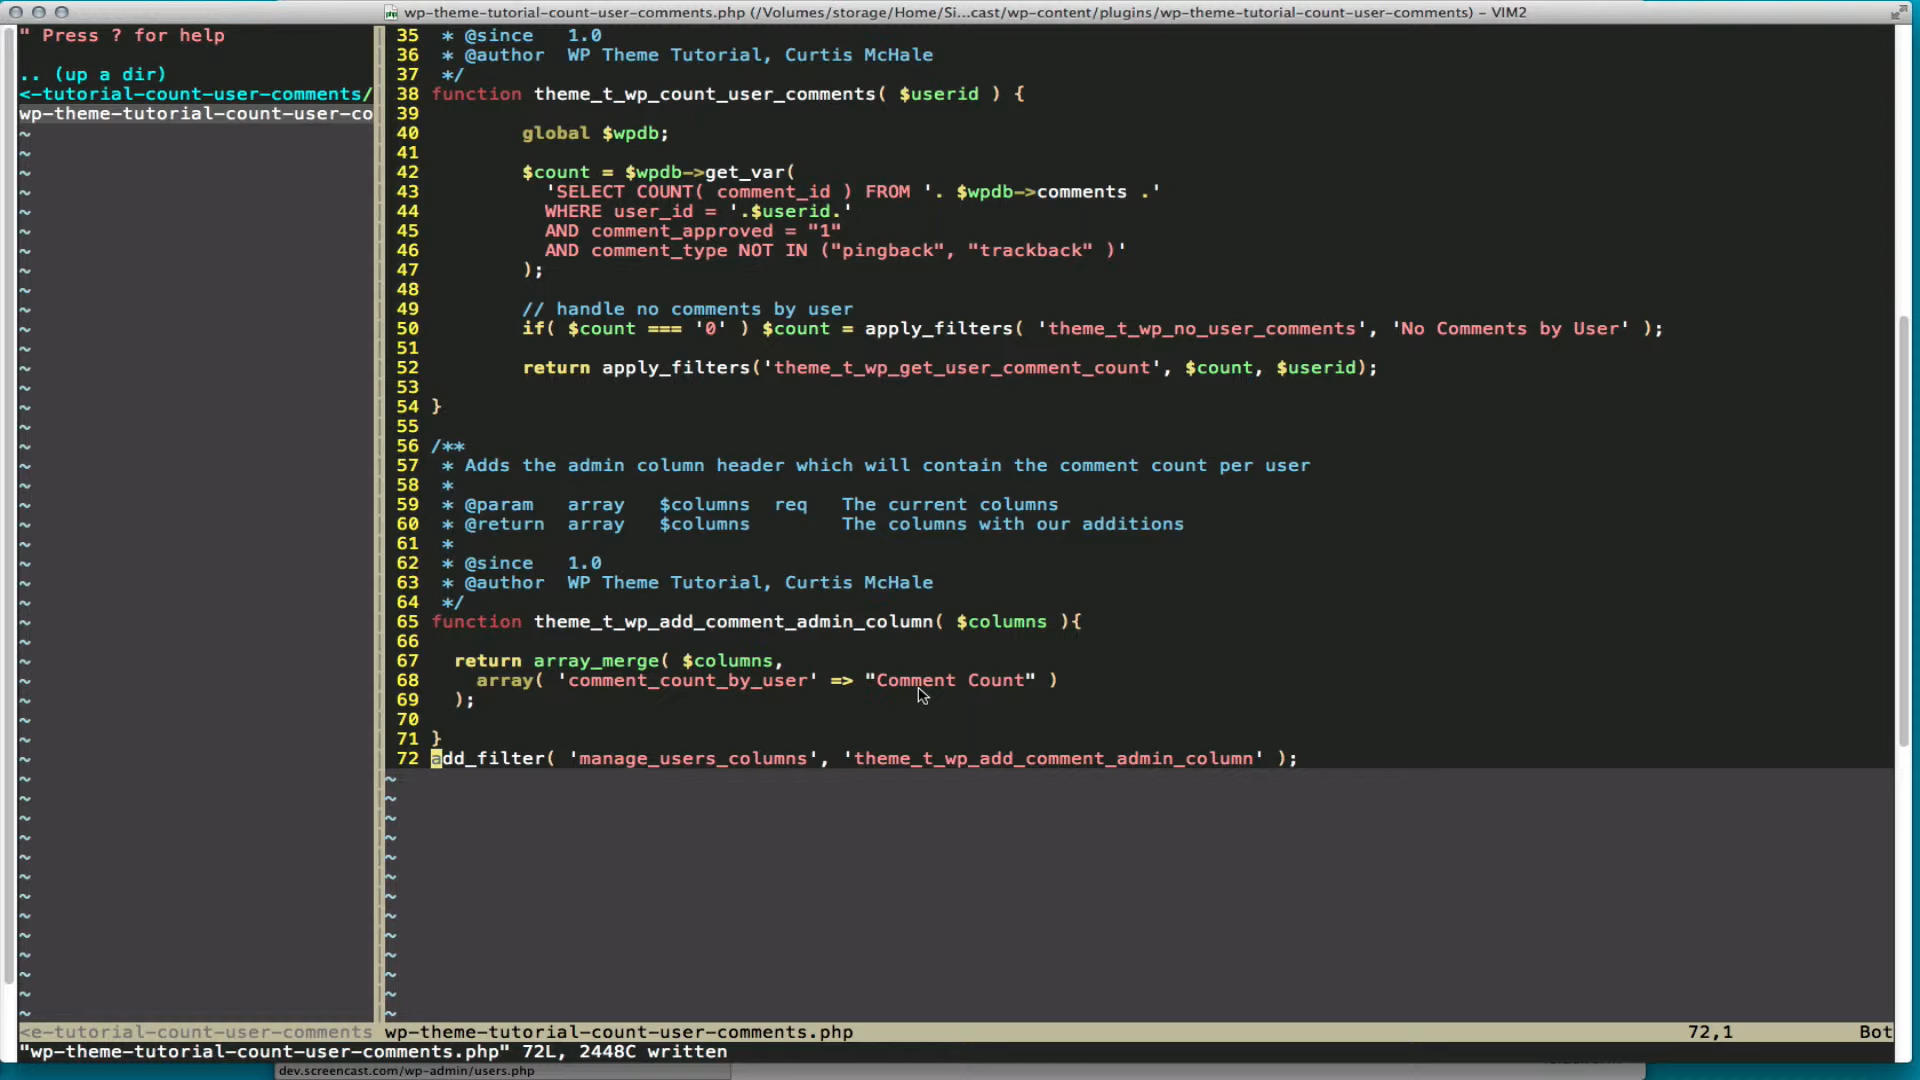 wp-theme-tutorial-count-user-comments.php (/Volumes/storage/Home/Si...cast/wp-content/plugins/wp-theme-tutorial-count-user-comments) - VIM2
" Press ? for help
.. (up a dir)
<-tutorial-count-user-comments/
wp-theme-tutorial-count-user-co
35 * @since 1.0
36 * @author WP Theme Tutorial, Curtis McHale
37 */
38 function theme_t_wp_count_user_comments( $userid ) {
39
40 global $wpdb;
41
42 $count = $wpdb->get_var(
43 'SELECT COUNT( comment_id ) FROM '. $wpdb->comments .'
44 WHERE user_id = '.$userid.'
45 AND comment_approved = "1"
46 AND comment_type NOT IN ("pingback", "trackback" )'
47 );
48
49 // handle no comments by user
50 if( $count === '0' ) $count = apply_filters( 'theme_t_wp_no_user_comments', 'No Comments by User' );
51
52 return apply_filters('theme_t_wp_get_user_comment_count', $count, $userid);
53
54 }
55
56 /**
57 * Adds the admin column header which will contain the comment count per user
58 *
59 * @param array $columns req The current columns
60 * @return array $columns The columns with our additions
61 *
62 * @since 1.0
63 * @author WP Theme Tutorial, Curtis McHale
64 */
65 function theme_t_wp_add_comment_admin_column( $columns ){
66
67 return array_merge( $columns,
68 array( 'comment_count_by_user' => "Comment Count" )
69 );
70
71 }
72 add_filter( 'manage_users_columns', 'theme_t_wp_add_comment_admin_column' );
<e-tutorial-count-user-comments wp-theme-tutorial-count-user-comments.php 72,1 Bot
"wp-theme-tutorial-count-user-comments.php" 72L, 2448C written
dev.screencast.com/wp-admin/users.php